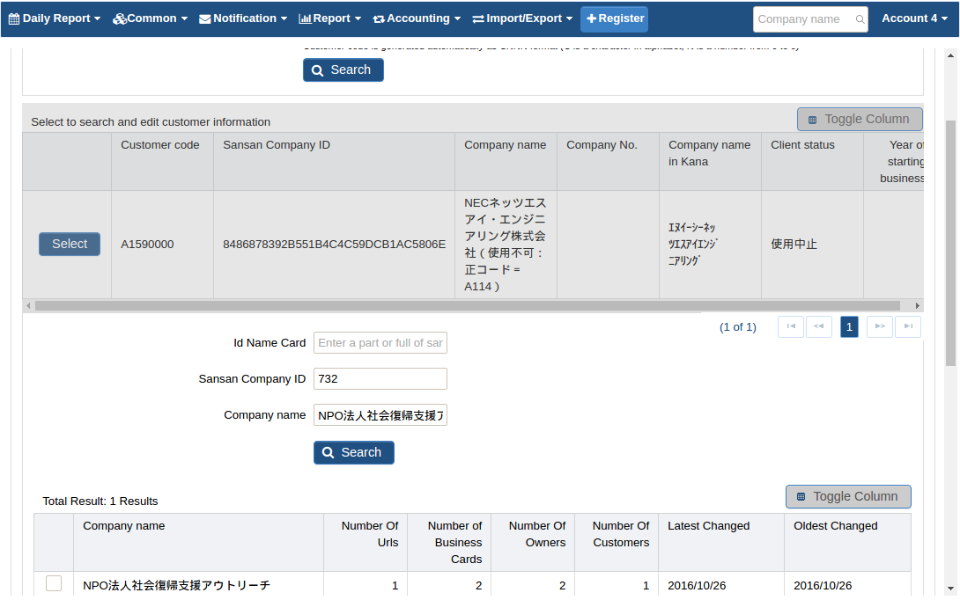 Daily Report Common Notification Report Accounting Import/Export Register Company name Account 4
Search
Select to search and edit customer information Toggle Column
Customer code Sansan Company ID Company name Company No. Company name in Kana Client status Year of starting business
Select A1590000 8486878392B551B4C4C59DCB1AC5806E
NECネッツエス
アイ・エンジニ
アリング株式会
社（使用不可：
正コード＝
A114）
ｴﾇｲｰｼｰﾈｯ
ﾂｴｽｱｲｴﾝｼﾞ
ﾆｱﾘﾝｸﾞ
使用中止
(1 of 1) 1
Id Name Card Enter a part or full of sar
Sansan Company ID 732
Company name NPO法人社会復帰支援ア
Search
Total Result: 1 Results Toggle Column
Company name Number Of Urls Number of Business Cards Number Of Owners Number Of Customers Latest Changed Oldest Changed
NPO法人社会復帰支援アウトリーチ 1 2 2 1 2016/10/26 2016/10/26